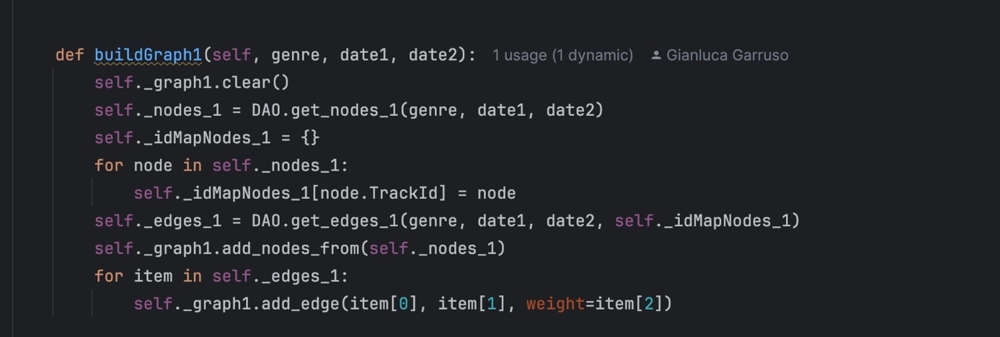 def buildGraph1(self, genre, date1, date2): 1 usage (1 dynamic) Gianluca Garruso
self._graph1.clear()
self._nodes_1 = DAO.get_nodes_1(genre, date1, date2)
self._idMapNodes_1 = {}
for node in self._nodes_1:
self._idMapNodes_1[node.TrackId] = node
self._edges_1 = DAO.get_edges_1(genre, date1, date2, self._idMapNodes_1)
self._graph1.add_nodes_from(self._nodes_1)
for item in self._edges_1:
self._graph1.add_edge(item[0], item[1], weight=item[2])